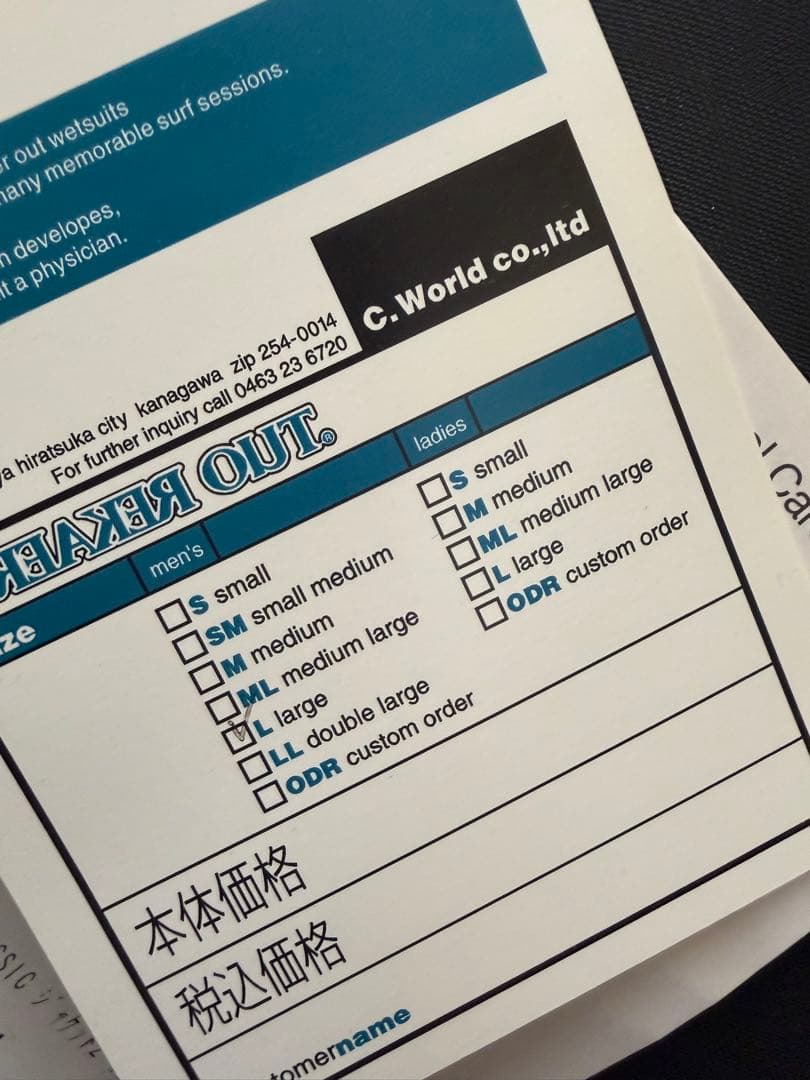 r out wetsuits
many memorable surf sessions.
n developes,
t a physician.
C.World co.,ltd
ya hiratsuka city kanagawa zip 254-0014
For further inquiry call 0463 23 6720
REKAER OUT.®
ze
men's
S small
SM small medium
M medium
ML medium large
L large
LL double large
ODR custom order
ladies
S small
M medium
ML medium large
L large
ODR custom order
本体価格
税込価格
tomername